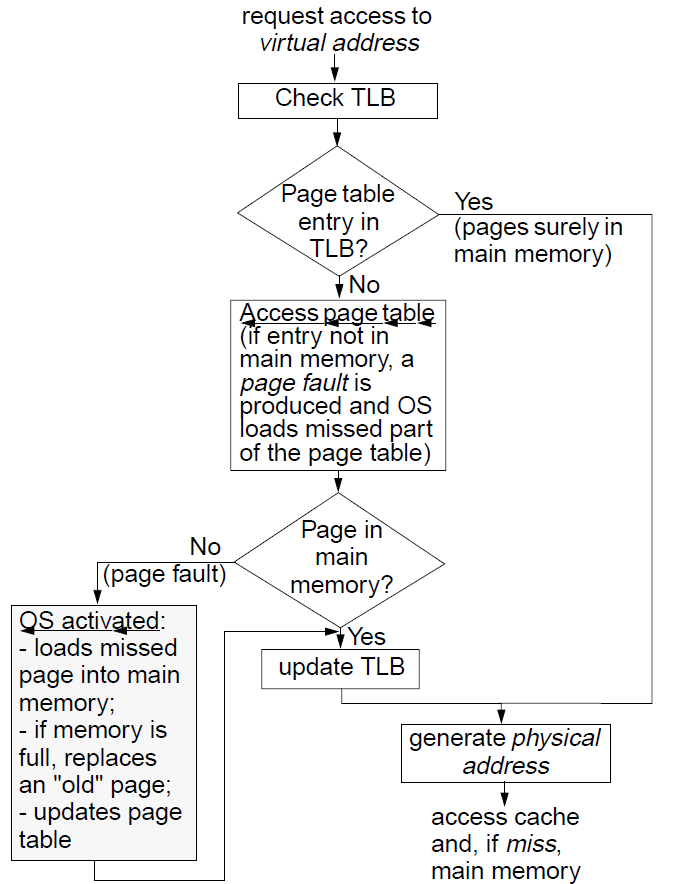 request access to
virtual address
Check TLB
Page table
entry in
TLB?
Yes
(pages surely in
main memory)
No
Access page table
(if entry not in
main memory, a
page fault is
produced and OS
loads missed part
of the page table)
Page in
main
memory?
No
(page fault)
OS activated:
- loads missed
page into main
memory;
- if memory is
full, replaces
an "old" page;
- updates page
table
Yes
update TLB
generate physical
address
access cache
and, if miss,
main memory